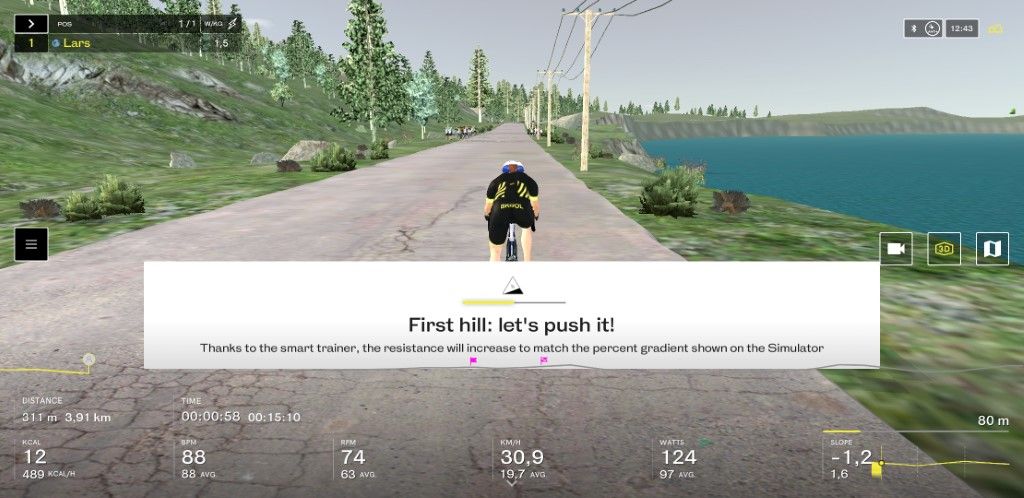 POS 1/1 W/KG
1 Lars 1,5
12:43
3D
First hill: let's push it!
Thanks to the smart trainer, the resistance will increase to match the percent gradient shown on the Simulator
DISTANCE TIME
311 m 3,91 km 00:00:58 00:15:10
80 m
KCAL BPM RPM KM/H WATTS SLOPE
12 88 74 30,9 124 -1,2
489 KCAL/H 88 AVG. 63 AVG. 19,7 AVG. 97 AVG. 1,6